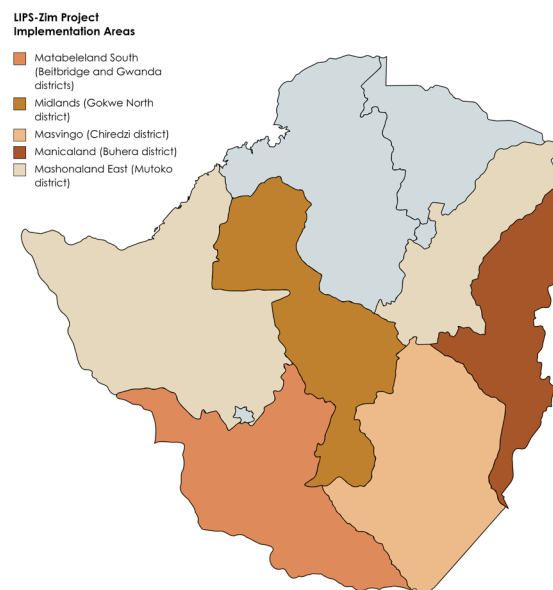 LIPS-Zim Project
Implementation Areas
Matabeleland South
(Beitbridge and Gwanda
districts)
Midlands (Gokwe North
district)
Masvingo (Chiredzi district)
Manicaland (Buhera district)
Mashonaland East (Mutoko
district)